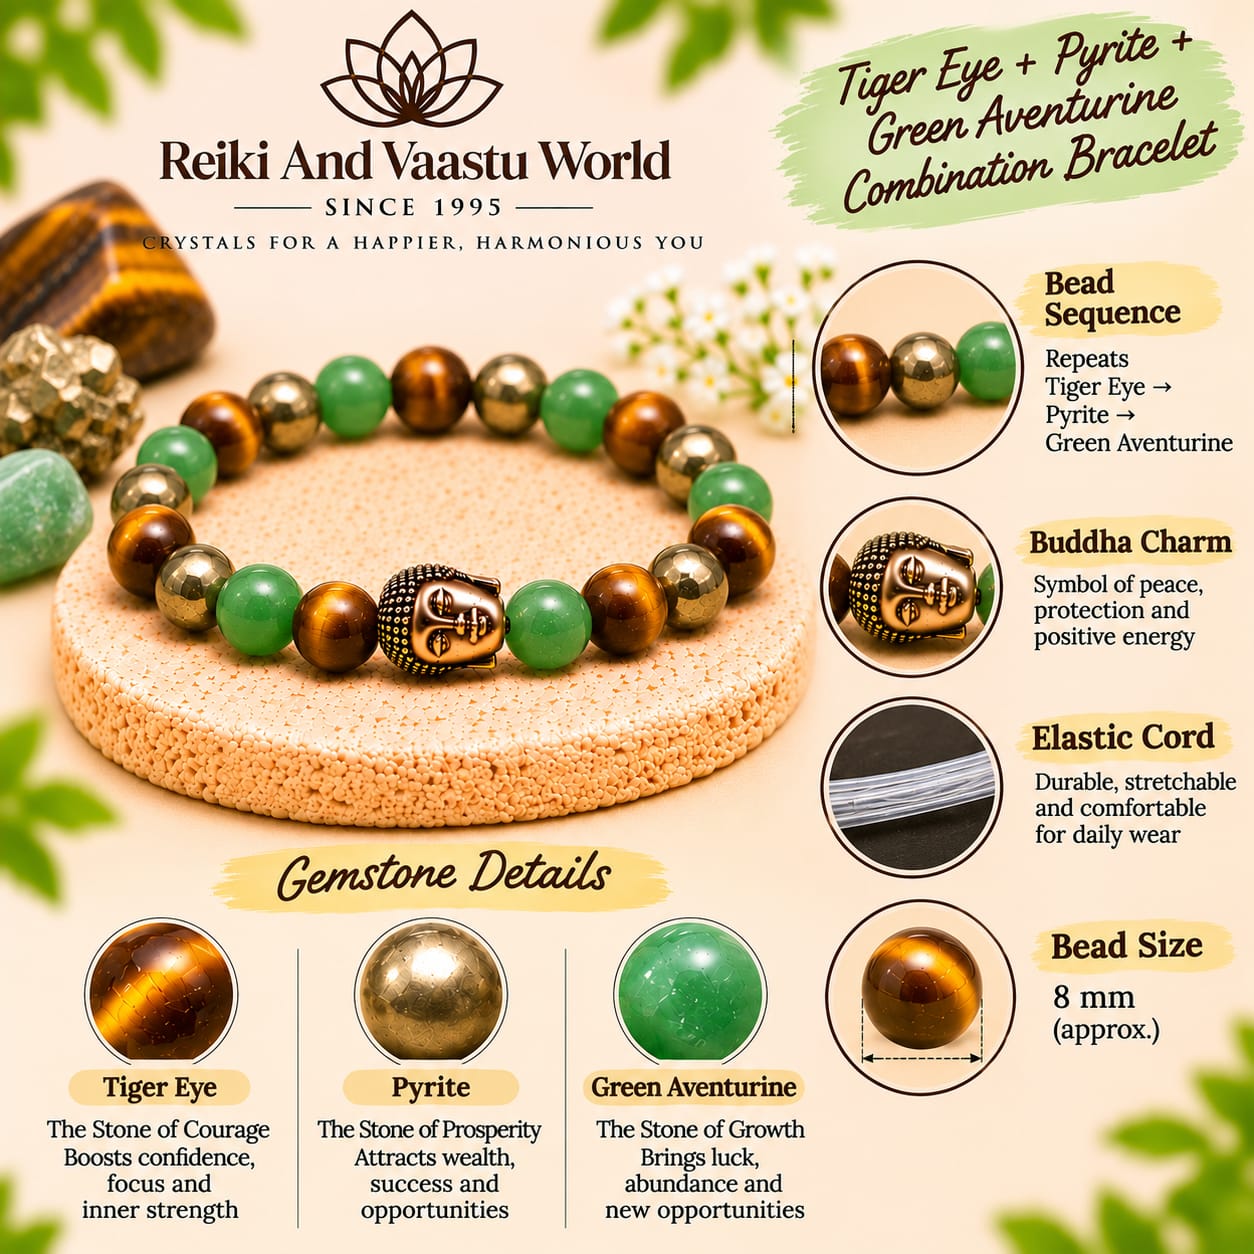 Reiki And Vaastu World
SINCE 1995
CRYSTALS FOR A HAPPIER, HARMONIOUS YOU
Tiger Eye + Pyrite +
Green Aventurine
Combination Bracelet
Bead
Sequence
Repeats
Tiger Eye →
Pyrite →
Green Aventurine
Buddha Charm
Symbol of peace,
protection and
positive energy
Elastic Cord
Durable, stretchable
and comfortable
for daily wear
Bead Size
8 mm
(approx.)
Gemstone Details
Tiger Eye
The Stone of Courage
Boosts confidence,
focus and
inner strength
Pyrite
The Stone of Prosperity
Attracts wealth,
success and
opportunities
Green Aventurine
The Stone of Growth
Brings luck,
abundance and
new opportunities